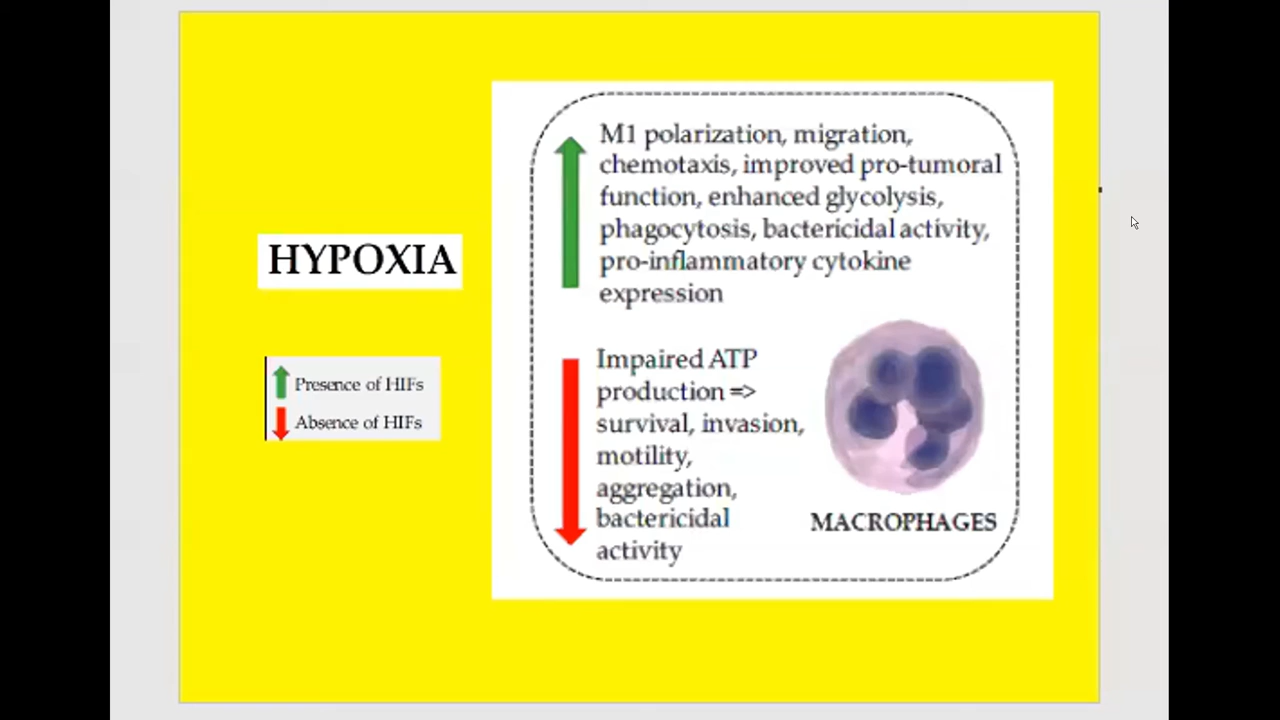 HYPOXIA
Presence of HIFs
Absence of HIFs
M1 polarization, migration,
chemotaxis, improved pro-tumoral
function, enhanced glycolysis,
phagocytosis, bactericidal activity,
pro-inflammatory cytokine
expression
Impaired ATP
production =>
survival, invasion,
motility,
aggregation,
bactericidal
activity
MACROPHAGES